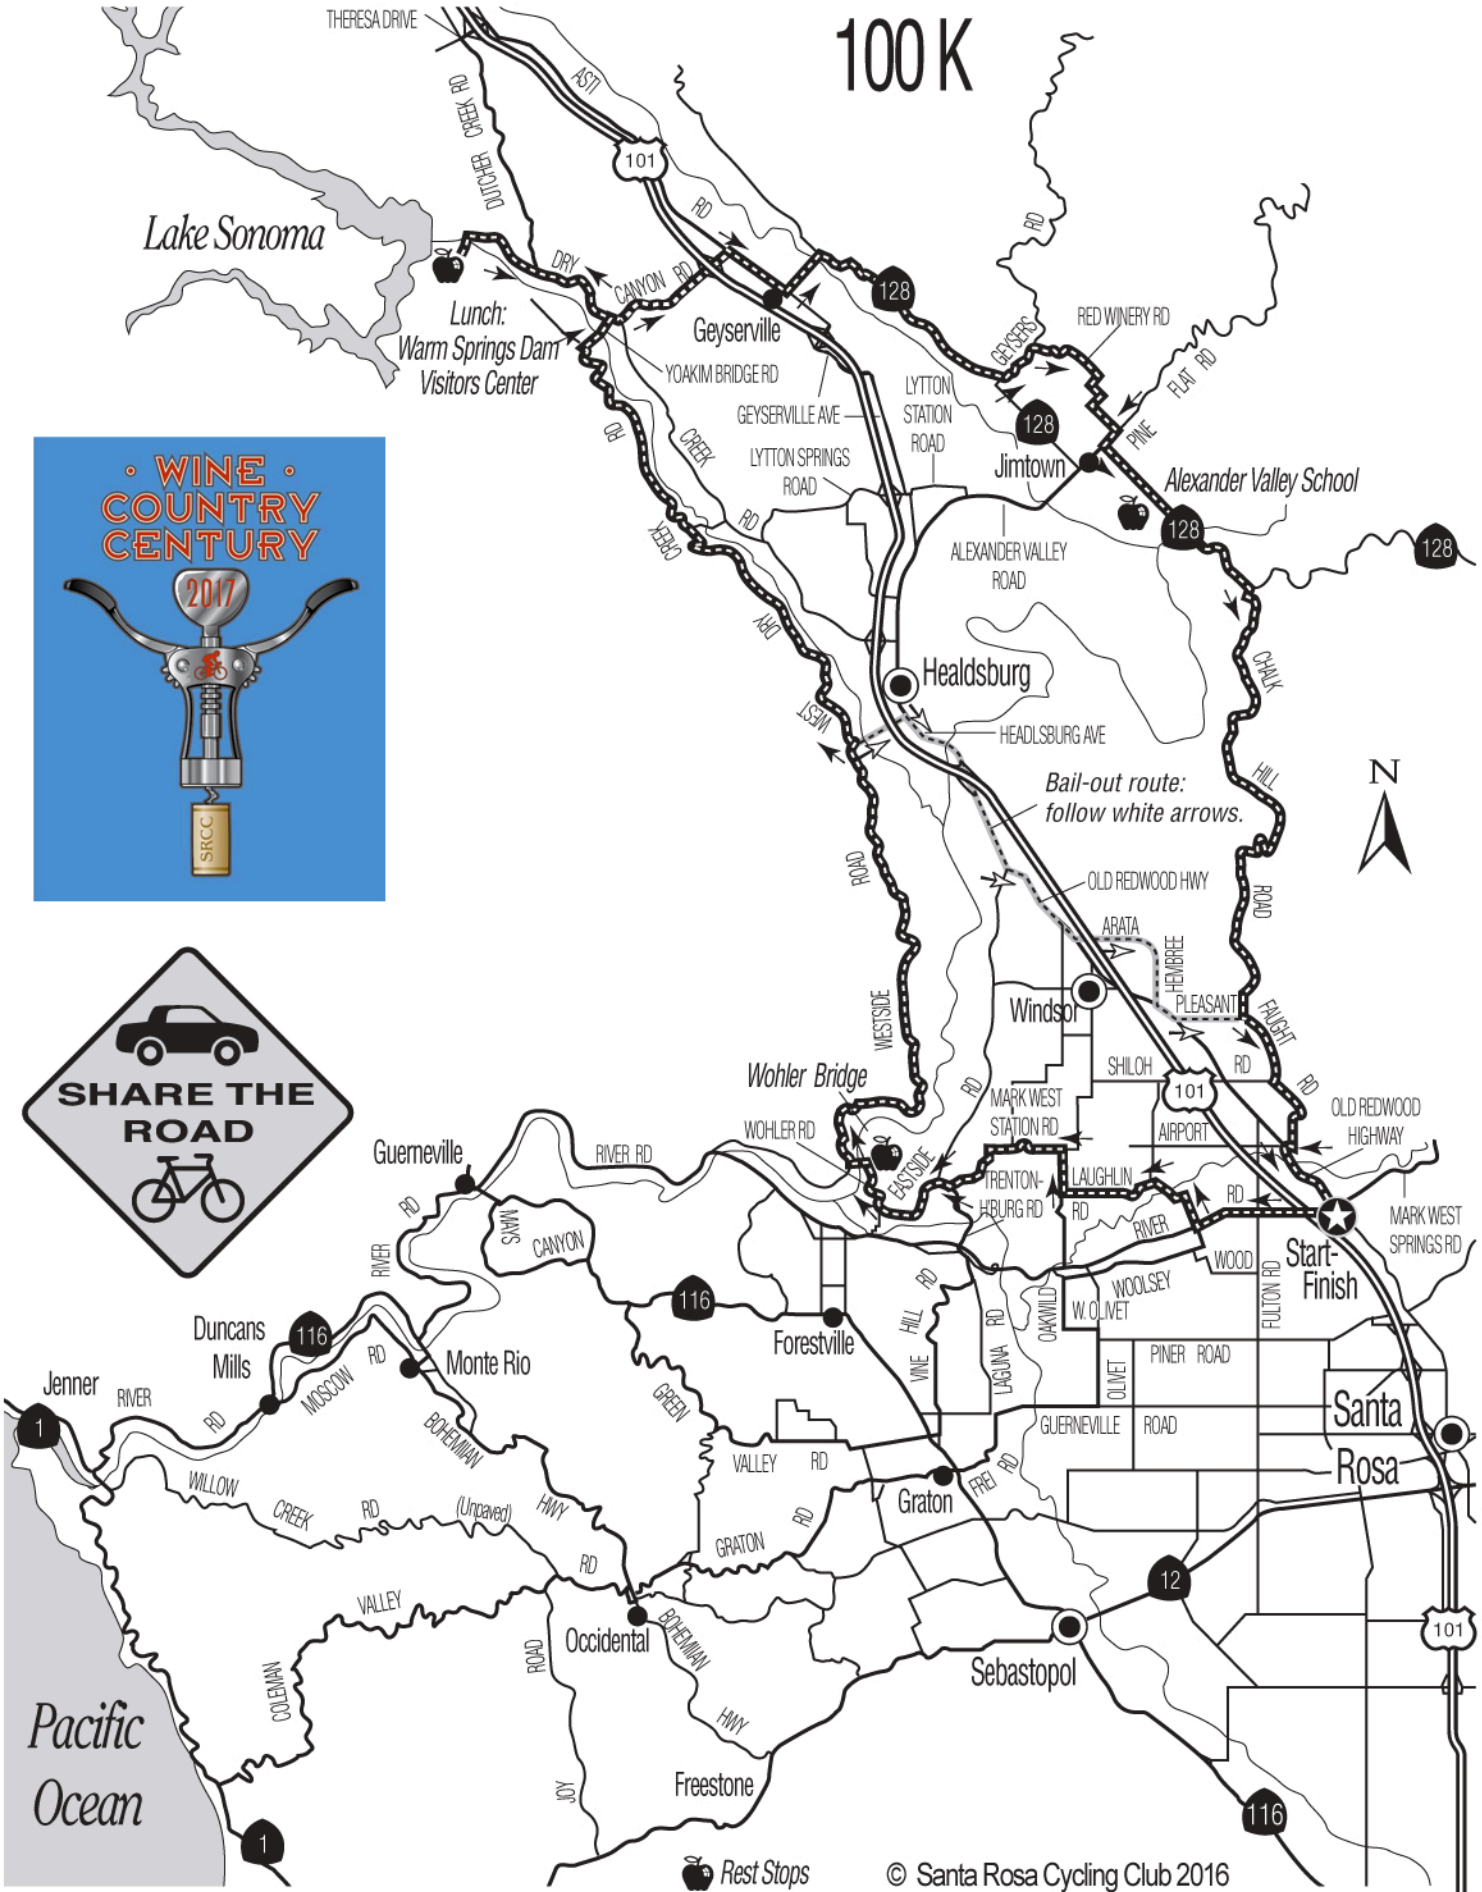 THERESA DRIVE
100 K
ASTI
DUTCHER CREEK RD
101
RD
RD
Lake Sonoma
DRY
CANYON RD
128
Lunch:
Warm Springs Dam
Visitors Center
Geyserville
GEYSERS
RED WINERY RD
YOAKIM BRIDGE RD
FLAT RD
LYTTON
STATION
ROAD
GEYSERVILLE AVE
128
PINE
RD
CREEK
LYTTON SPRINGS
ROAD
Jimtown
Alexander Valley School
RD
CREEK
128
128
ALEXANDER VALLEY
ROAD
· WINE ·
COUNTRY
CENTURY
2017
SRCC
DRY
Healdsburg
CHALK
WEST
HEADLSBURG AVE
HILL
Bail-out route:
follow white arrows.
N
ROAD
OLD REDWOOD HWY
ROAD
ARATA
HEMBREE
WESTSIDE
Windsor
PLEASANT
FAUGHT
SHARE THE
ROAD
Wohler Bridge
RD
SHILOH
RD
101
RD
MARK WEST
STATION RD
OLD REDWOOD
HIGHWAY
WOHLER RD
AIRPORT
Guerneville
RIVER RD
EASTSIDE
TRENTON-
H'BURG RD
LAUGHLIN
RD
RD
RD
MAYS
CANYON
RIVER
MARK WEST
SPRINGS RD
RIVER
WOOD
Start-
Finish
HILL
RD
WOOLSEY
FULTON RD
116
W. OLIVET
OAKWILD
RD
Duncans
Mills
116
RD
Monte Rio
Forestville
VINE
LAGUNA
OLIVET
PINER ROAD
Jenner
RIVER
RD
MOSCOW
GREEN
Santa
1
BOHEMIIAN
GUERNEVILLE ROAD
WILLOW
CREEK
RD
(Unpaved)
HWY
VALLEY RD
FREI RD
Rosa
Graton
RD
GRATON
RD
VALLEY
12
Occidental
BOHEMIIAN
ROAD
101
COLEMAN
Sebastopol
Pacific
Ocean
HWY
JOY
Freestone
1
116
Rest Stops
© Santa Rosa Cycling Club 2016